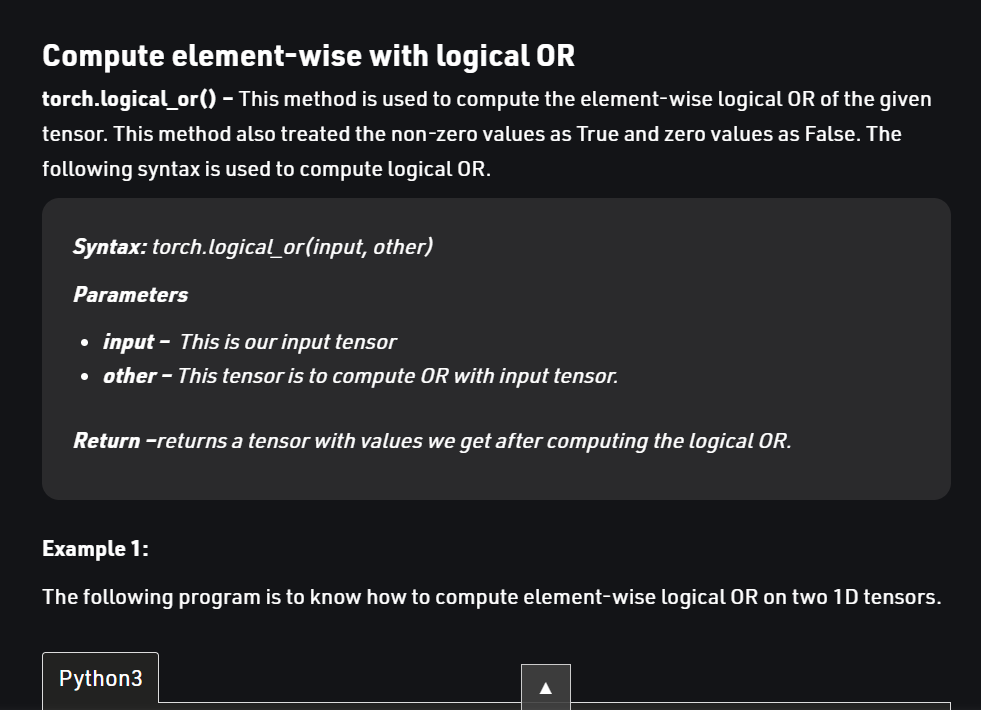 Compute element-wise with logical OR
torch.logical_or() – This method is used to compute the element-wise logical OR of the given
tensor. This method also treated the non-zero values as True and zero values as False. The
following syntax is used to compute logical OR.
Syntax: torch.logical_or(input, other)
Parameters
• input – This is our input tensor
• other – This tensor is to compute OR with input tensor.
Return –returns a tensor with values we get after computing the logical OR.
Example 1:
The following program is to know how to compute element-wise logical OR on two 1D tensors.
Python3
▲